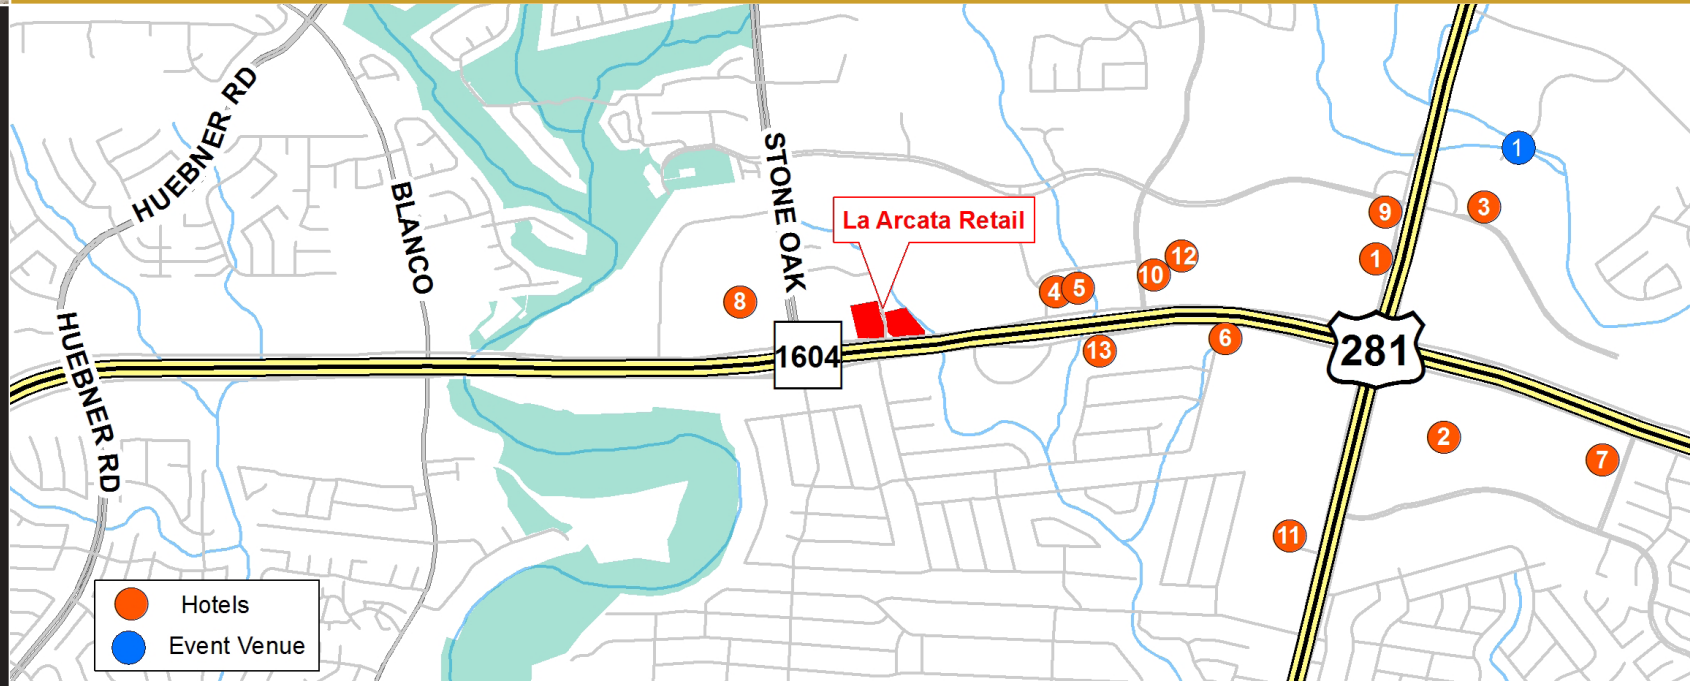 HUEBNER RD
BLANCO
STONE OAK
La Arcata Retail
1
3
9
1
12
10
4
5
8
6
13
1604
281
HUEBNER RD
2
7
11
Hotels
Event Venue